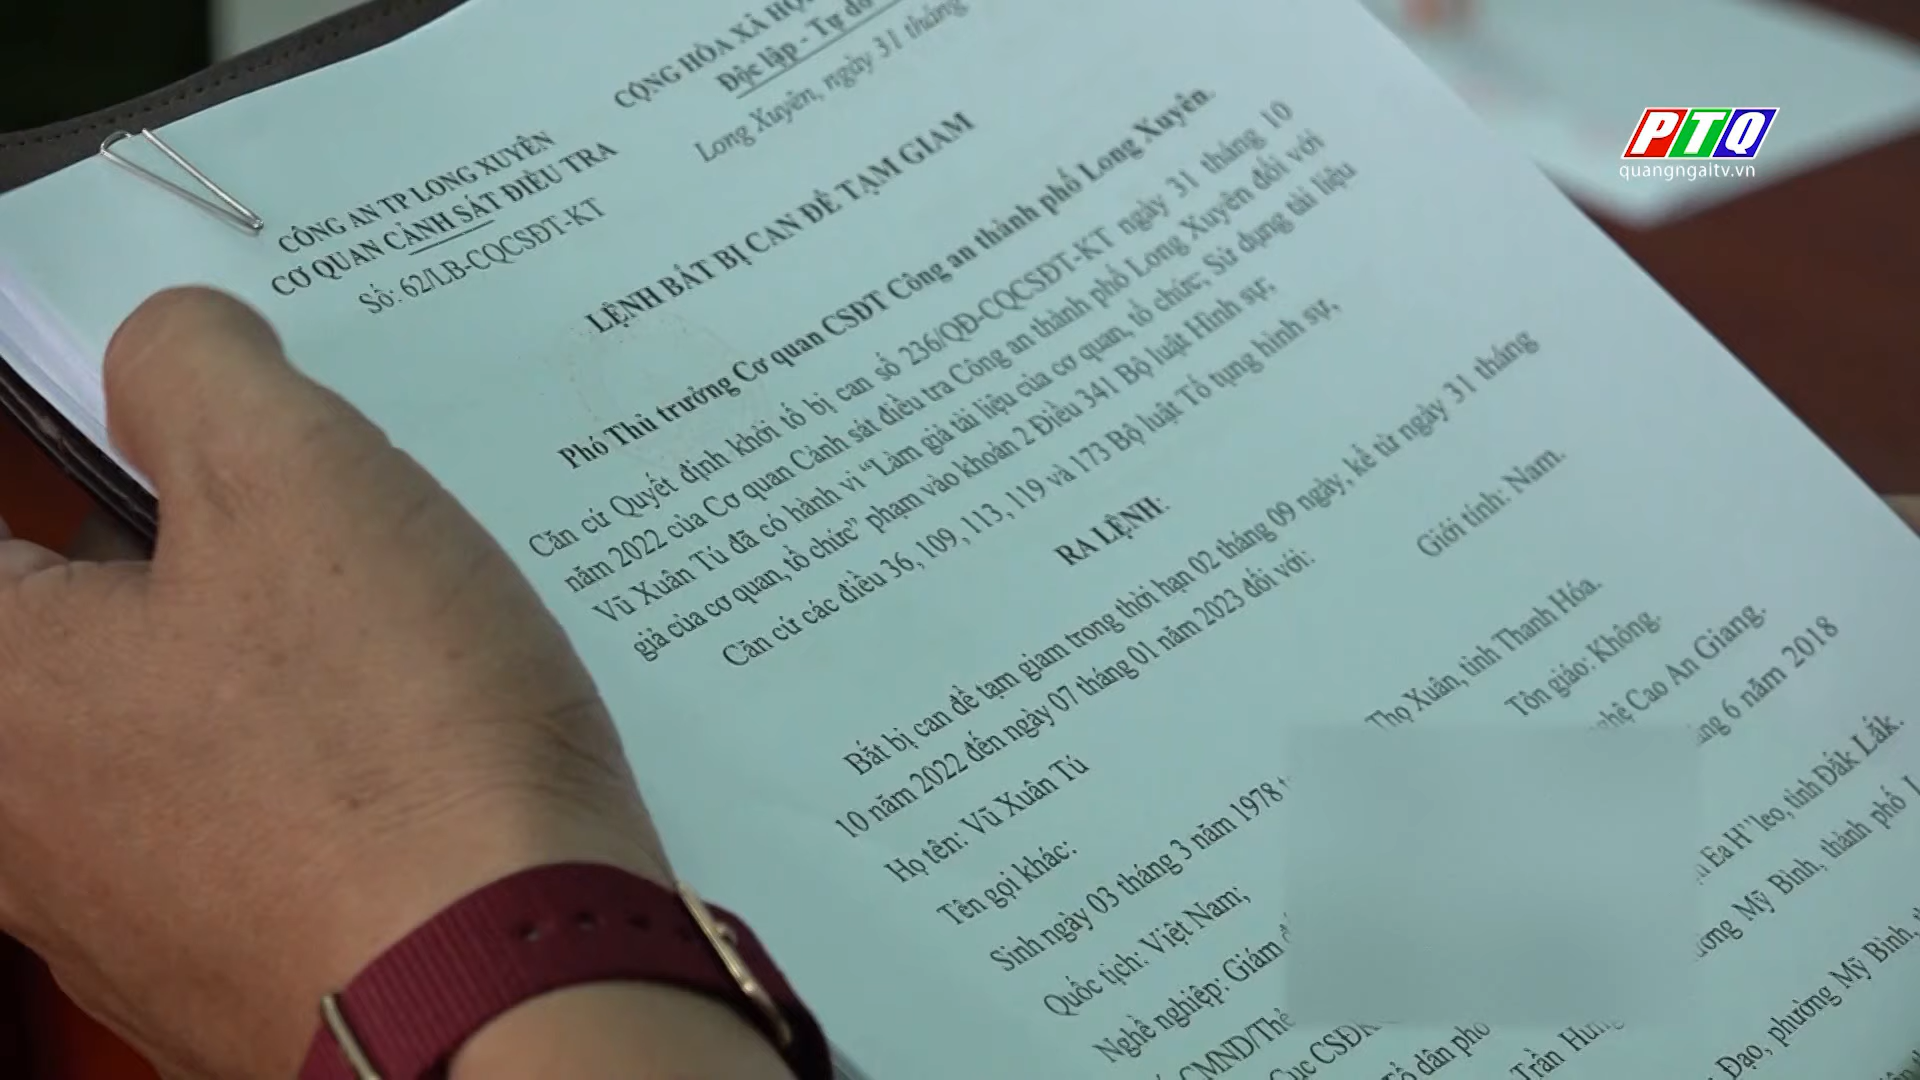 PTQ
quangngaitv.vn
CÔNG AN TP LONG XUYÊN
CƠ QUAN CẢNH SÁT ĐIỀU TRA
Số: 62/LB-CQCSĐT-KT
CỘNG HÒA XÃ
Độc lập - Tự do
Long Xuyên, ngày 31 tháng
LỆNH BẮT BỊ CAN ĐỂ TẠM GIAM
Phó Thủ trưởng Cơ quan CSĐT Công an thành phố Long Xuyên.
Căn cứ Quyết định khởi tố bị can số 236/QĐ-CQCSĐT-KT ngày 31 tháng 10
năm 2022 của Cơ quan Cảnh sát điều tra Công an thành phố Long Xuyên đối với
Vũ Xuân Tú đã có hành vi “Làm giả tài liệu của cơ quan, tổ chức; Sử dụng tài liệu
giả của cơ quan, tổ chức” phạm vào khoản 2 Điều 341 Bộ luật Hình sự;
Căn cứ các điều 36, 109, 113, 119 và 173 Bộ luật Tố tụng hình sự,
RA LỆNH:
Bắt bị can để tạm giam trong thời hạn 02 tháng 09 ngày, kể từ ngày 31 tháng
10 năm 2022 đến ngày 07 tháng 01 năm 2023 đối với:
Họ tên: Vũ Xuân Tú Giới tính: Nam.
Tên gọi khác:
Sinh ngày 03 tháng 3 năm 1978 Thọ Xuân, tỉnh Thanh Hóa.
Quốc tịch: Việt Nam; Tôn giáo: Không.
Nghề nghiệp: Giám Cao An Giang.
CMND/Thẻ 6 năm 2018
CSĐK Ea H''leo, tỉnh Đắk Lắk.
dân Mỹ Bình, thành phố
Trần Đạo, phường Mỹ Bình,